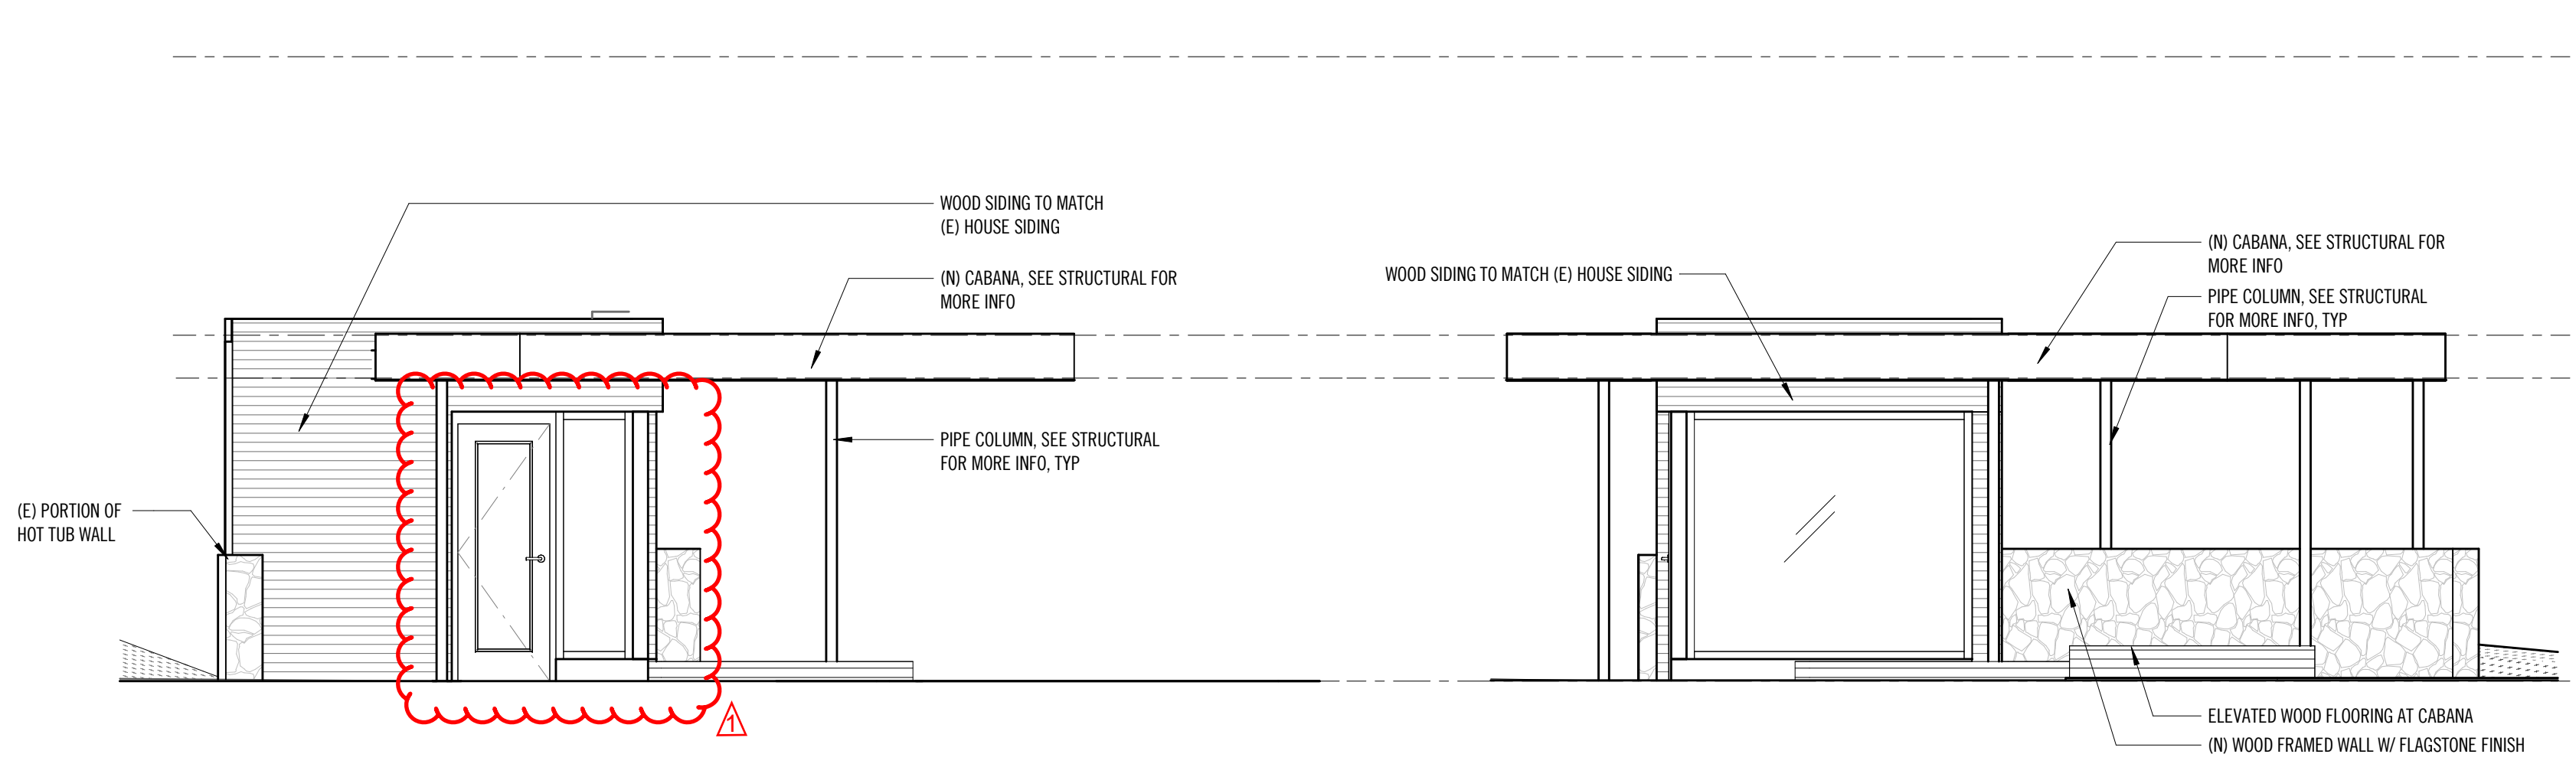 WOOD SIDING TO MATCH
(E) HOUSE SIDING
(N) CABANA, SEE STRUCTURAL FOR
MORE INFO
PIPE COLUMN, SEE STRUCTURAL
FOR MORE INFO, TYP
(E) PORTION OF
HOT TUB WALL
1
WOOD SIDING TO MATCH (E) HOUSE SIDING
(N) CABANA, SEE STRUCTURAL FOR
MORE INFO
PIPE COLUMN, SEE STRUCTURAL
FOR MORE INFO, TYP
ELEVATED WOOD FLOORING AT CABANA
(N) WOOD FRAMED WALL W/ FLAGSTONE FINISH